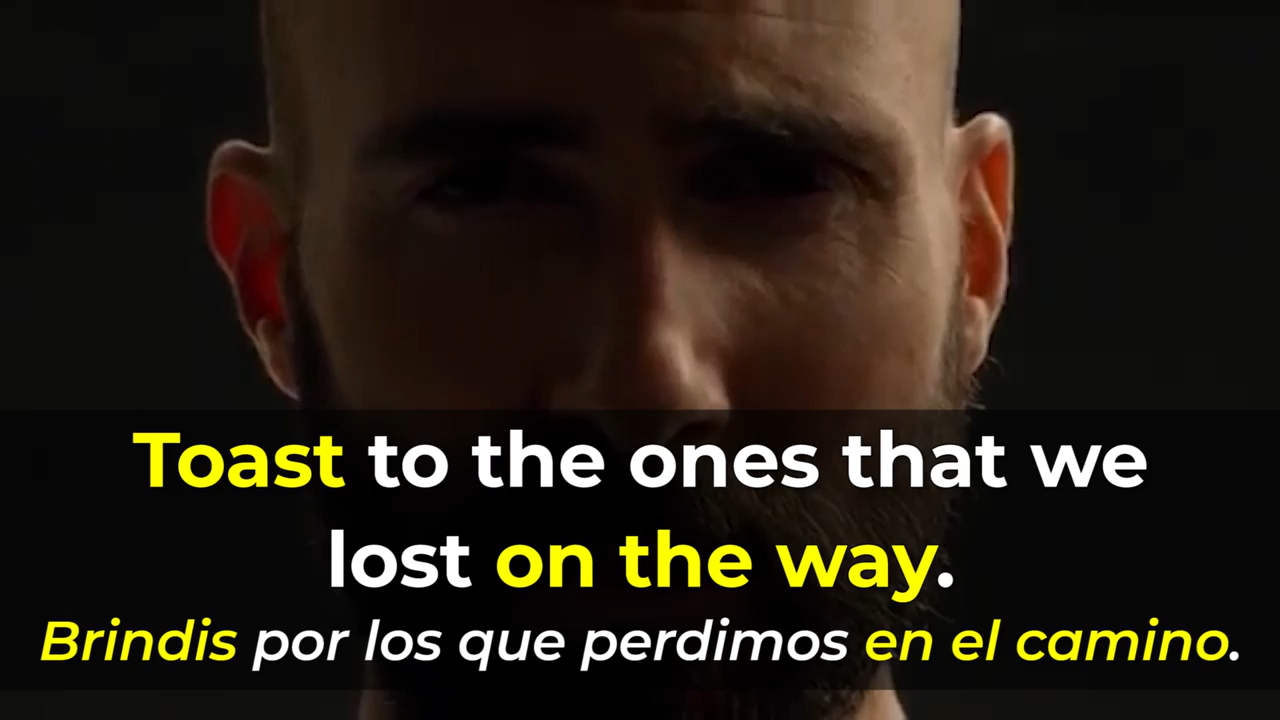 Toast to the ones that we
lost on the way.
Brindis por los que perdimos en el camino.